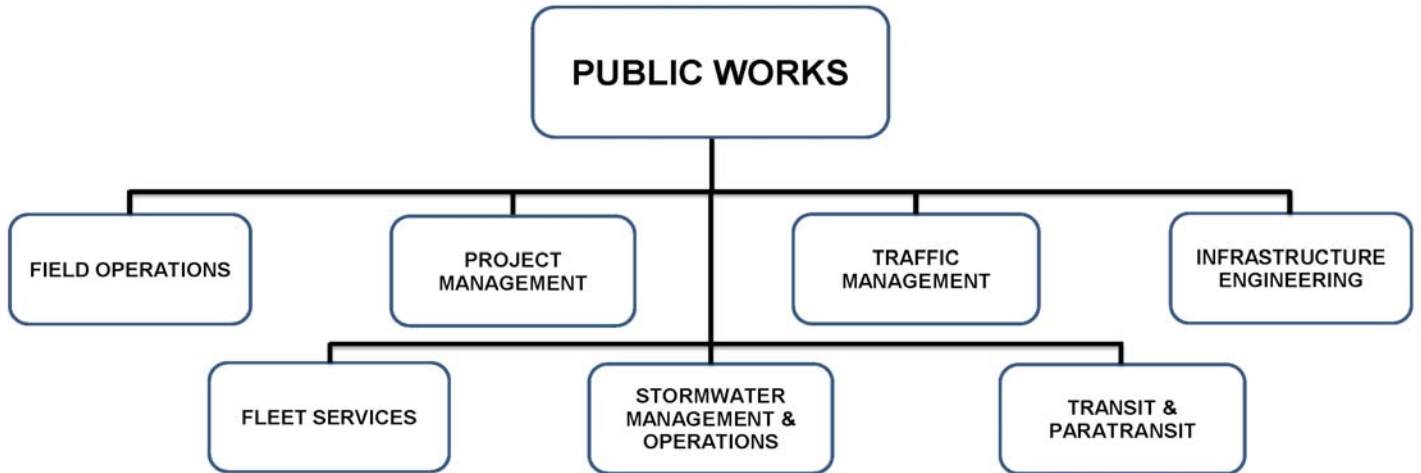 PUBLIC WORKS
FIELD OPERATIONS
PROJECT
MANAGEMENT
TRAFFIC
MANAGEMENT
INFRASTRUCTURE
ENGINEERING
FLEET SERVICES
STORMWATER
MANAGEMENT &
OPERATIONS
TRANSIT &
PARATRANSIT